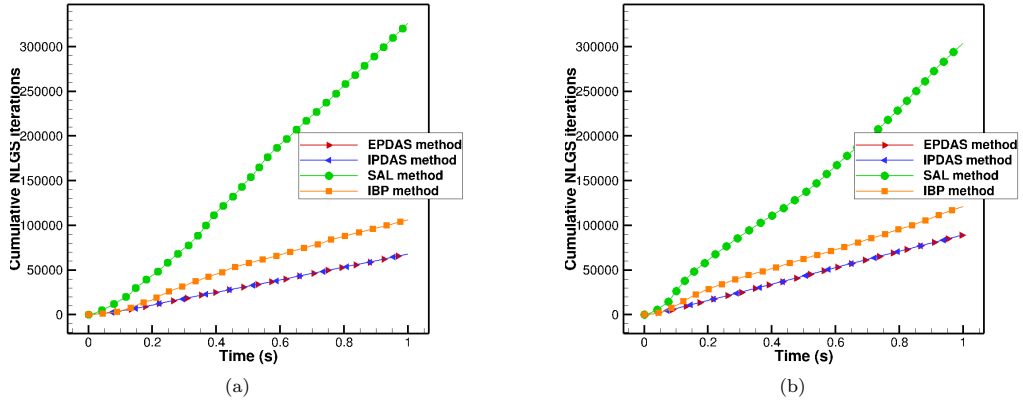 300000
250000
200000
150000
100000
50000
0
Cumulative NLGS iterations
0 0.2 0.4 0.6 0.8 1
Time (s)
EPDAS method
IPDAS method
SAL method
IBP method
(a)
300000
250000
200000
150000
100000
50000
0
Cumulative NLGS iterations
0 0.2 0.4 0.6 0.8 1
Time (s)
EPDAS method
IPDAS method
SAL method
IBP method
(b)